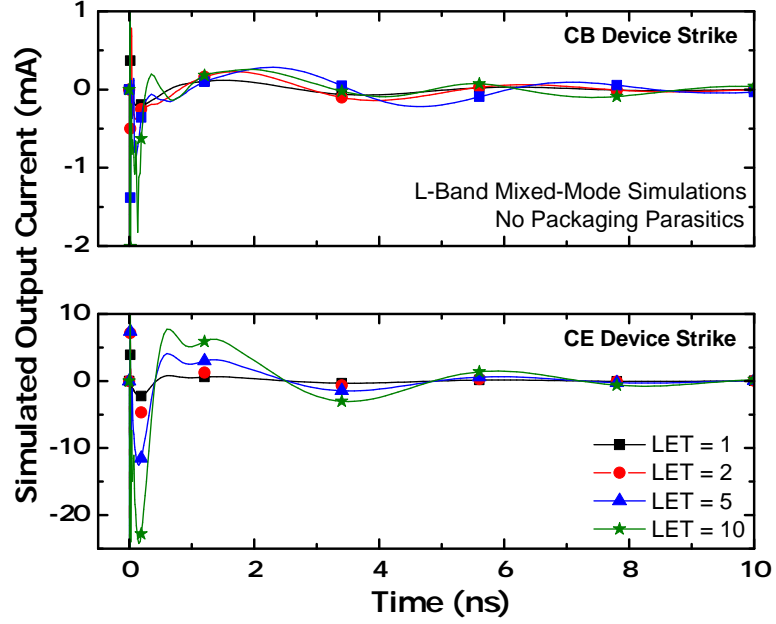 1
0
-1
-2
CB Device Strike
L-Band Mixed-Mode Simulations
No Packaging Parasitics
Simulated Output Current (mA)
10
0
-10
-20
CE Device Strike
LET = 1
LET = 2
LET = 5
LET = 10
0 2 4 6 8 10
Time (ns)